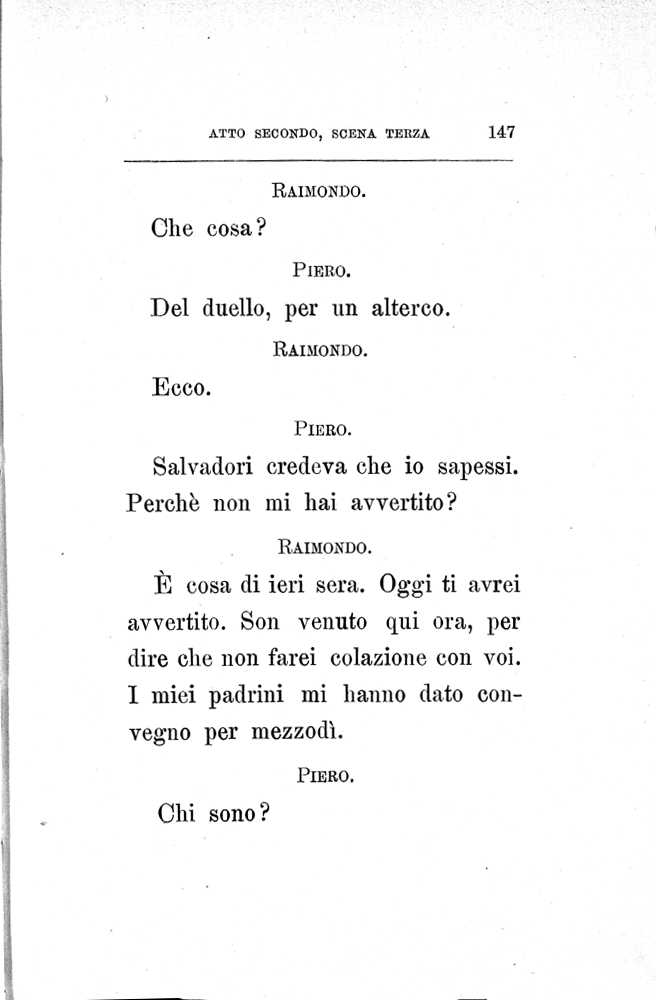 ATTO SECONDO, SCENA TERZA 147
RAIMONDO.
Che cosa?
PIERO.
Del duello, per un alterco.
RAIMONDO.
Ecco.
PIERO.
Salvadori credeva che io sapessi.
Perchè non mi hai avvertito?
RAIMONDO.
È cosa di ieri sera. Oggi ti avrei
avvertito. Son venuto qui ora, per
dire che non farei colazione con voi.
I miei padrini mi hanno dato con-
vegno per mezzodì.
PIERO.
Chi sono?